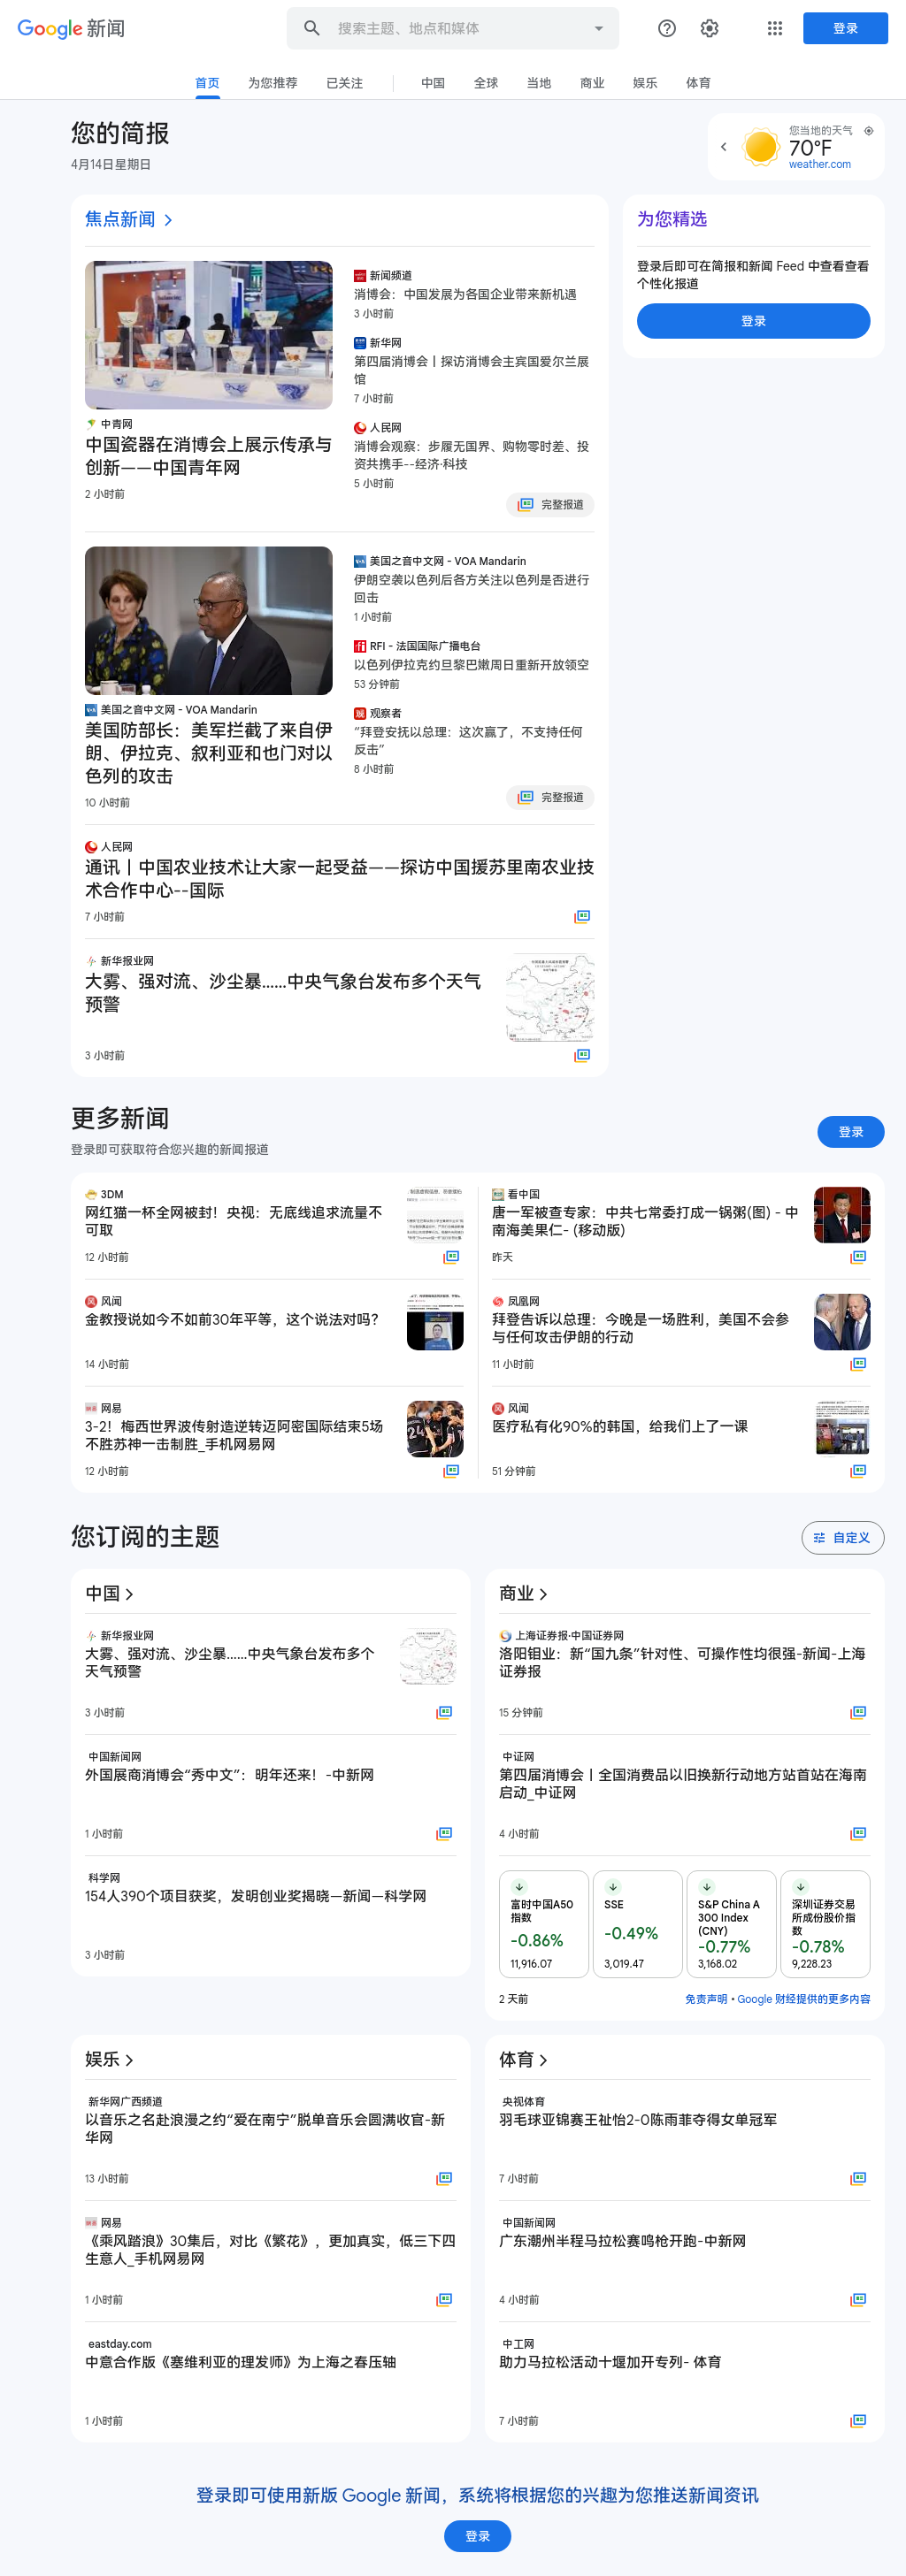 Google 新闻
搜索主题、地点和媒体
登录
首页
为您推荐
已关注
中国
全球
当地
商业
娱乐
体育
您的简报
4月14日星期日
您当地的天气
70°F
weather.com
焦点新闻
中青网
中国瓷器在消博会上展示传承与
创新——中国青年网
2 小时前
新闻频道
消博会：中国发展为各国企业带来新机遇
3 小时前
新华网
第四届消博会丨探访消博会主宾国爱尔兰展
馆
7 小时前
人民网
消博会观察：步履无国界、购物零时差、投
资共携手--经济·科技
5 小时前
完整报道
为您精选
登录后即可在简报和新闻 Feed 中查看查看
个性化报道
登录
美国之音中文网 - VOA Mandarin
美国防部长：美军拦截了来自伊
朗、伊拉克、叙利亚和也门对以
色列的攻击
10 小时前
美国之音中文网 - VOA Mandarin
伊朗空袭以色列后各方关注以色列是否进行
回击
1 小时前
RFI - 法国国际广播电台
以色列伊拉克约旦黎巴嫩周日重新开放领空
53 分钟前
观察者
“拜登安抚以总理：这次赢了，不支持任何
反击”
8 小时前
完整报道
人民网
通讯丨中国农业技术让大家一起受益——探访中国援苏里南农业技
术合作中心--国际
7 小时前
新华报业网
大雾、强对流、沙尘暴……中央气象台发布多个天气
预警
3 小时前
更多新闻
登录即可获取符合您兴趣的新闻报道
登录
3DM
网红猫一杯全网被封！央视：无底线追求流量不
可取
12 小时前
看中国
唐一军被查专家：中共七常委打成一锅粥(图) - 中
南海美果仁- (移动版)
昨天
风闻
金教授说如今不如前30年平等，这个说法对吗？
14 小时前
凤凰网
拜登告诉以总理：今晚是一场胜利，美国不会参
与任何攻击伊朗的行动
11 小时前
网易
3-2！梅西世界波传射造逆转迈阿密国际结束5场
不胜苏神一击制胜_手机网易网
12 小时前
风闻
医疗私有化90%的韩国，给我们上了一课
51 分钟前
您订阅的主题
自定义
中国
新华报业网
大雾、强对流、沙尘暴……中央气象台发布多个
天气预警
3 小时前
中国新闻网
外国展商消博会“秀中文”：明年还来！-中新网
1 小时前
科学网
154人390个项目获奖，发明创业奖揭晓—新闻—科学网
3 小时前
商业
上海证券报·中国证券网
洛阳钼业：新“国九条”针对性、可操作性均很强-新闻-上海
证券报
15 分钟前
中证网
第四届消博会丨全国消费品以旧换新行动地方站首站在海南
启动_中证网
4 小时前
富时中国A50
指数
-0.86%
11,916.07
SSE
-0.49%
3,019.47
S&P China A
300 Index
(CNY)
-0.77%
3,168.02
深圳证券交易
所成份股价指
数
-0.78%
9,228.23
2 天前
免责声明 • Google 财经提供的更多内容
娱乐
新华网广西频道
以音乐之名赴浪漫之约“爱在南宁”脱单音乐会圆满收官-新
华网
13 小时前
网易
《乘风踏浪》30集后，对比《繁花》，更加真实，低三下四
生意人_手机网易网
1 小时前
eastday.com
中意合作版《塞维利亚的理发师》为上海之春压轴
1 小时前
体育
央视体育
羽毛球亚锦赛王祉怡2-0陈雨菲夺得女单冠军
7 小时前
中国新闻网
广东潮州半程马拉松赛鸣枪开跑-中新网
4 小时前
中工网
助力马拉松活动十堰加开专列- 体育
7 小时前
登录即可使用新版 Google 新闻，系统将根据您的兴趣为您推送新闻资讯
登录